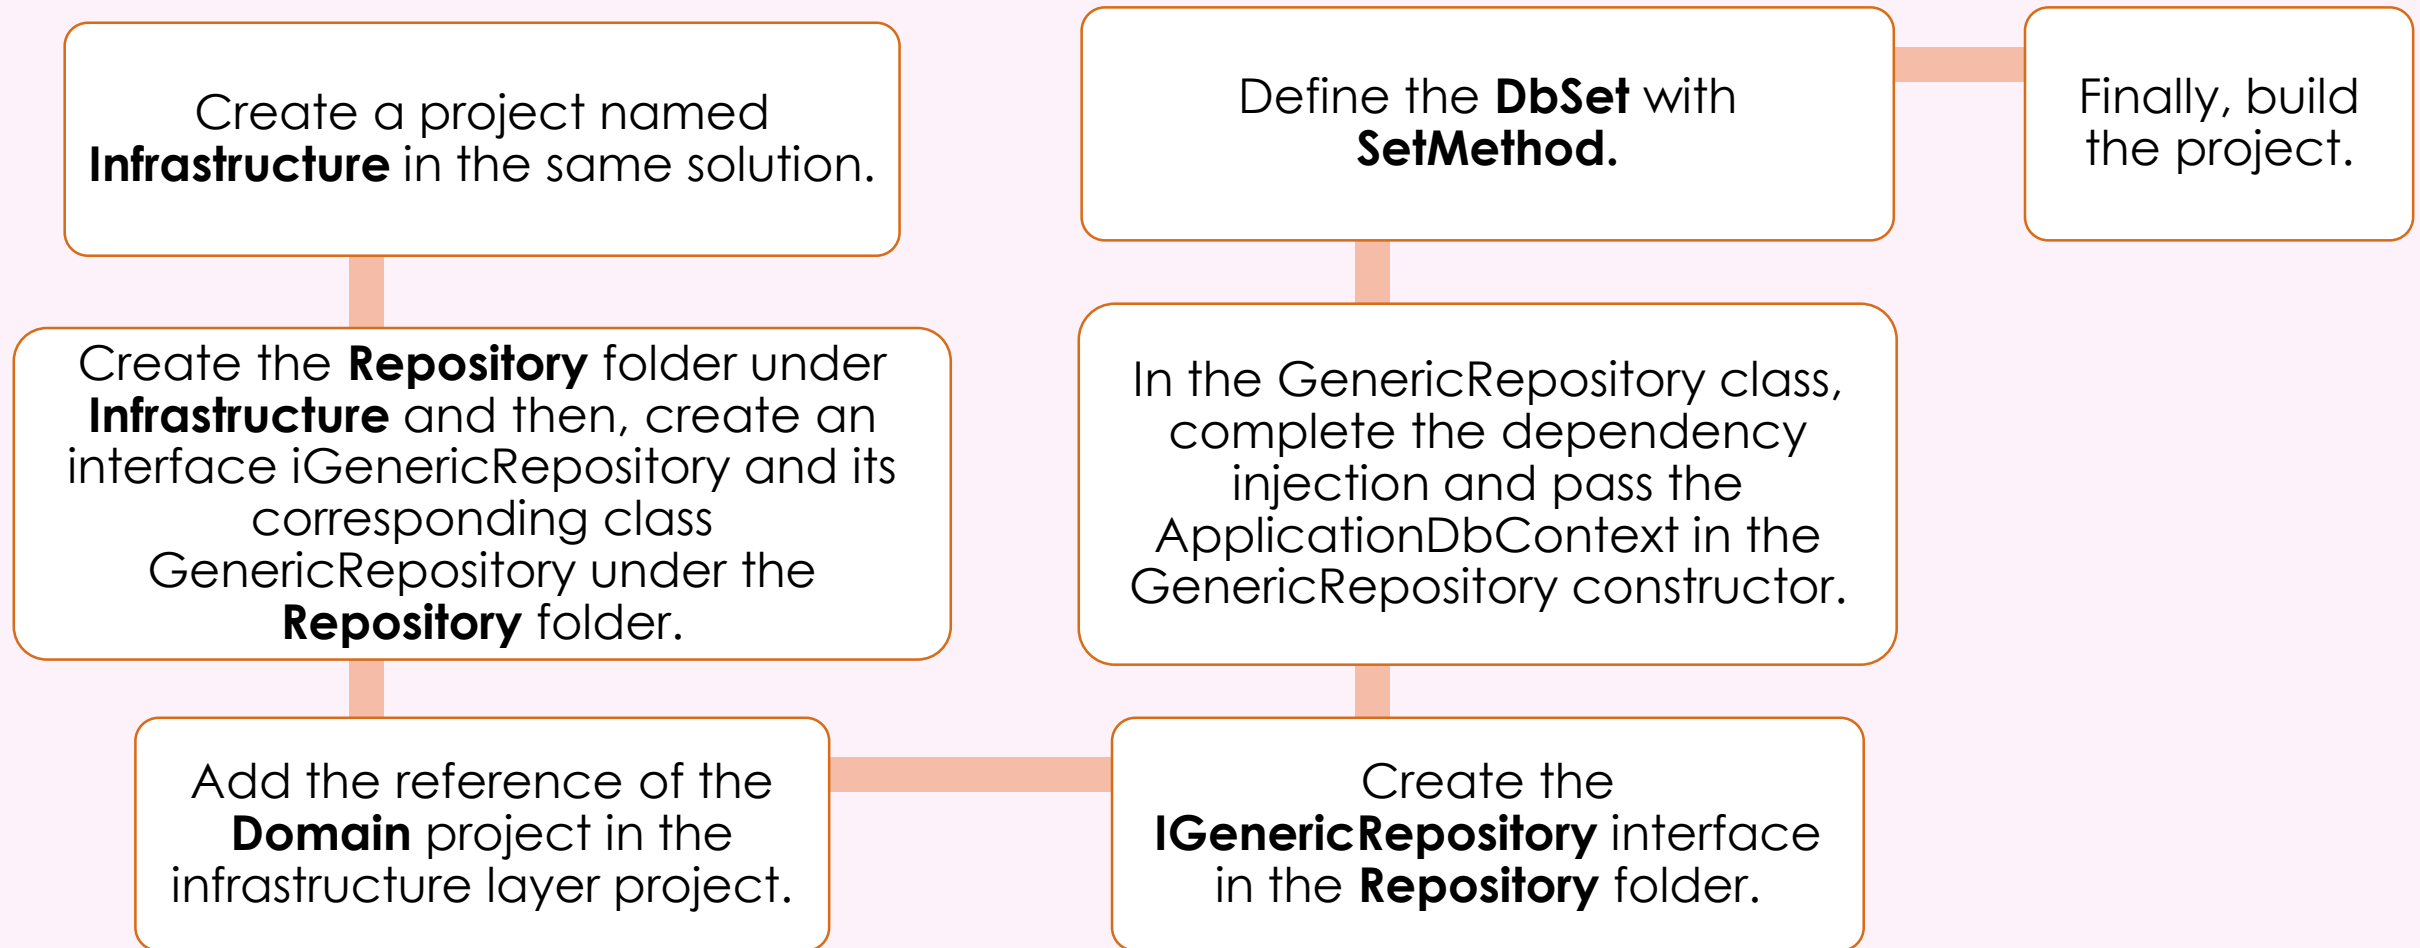 Create a project named
Infrastructure in the same solution.
Create the Repository folder under
Infrastructure and then, create an
interface iGenericRepository and its
corresponding class
GenericRepository under the
Repository folder.
Add the reference of the
Domain project in the
infrastructure layer project.
Create the
IGenericRepository interface
in the Repository folder.
In the GenericRepository class,
complete the dependency
injection and pass the
ApplicationDbContext in the
GenericRepository constructor.
Define the DbSet with
SetMethod.
Finally, build
the project.